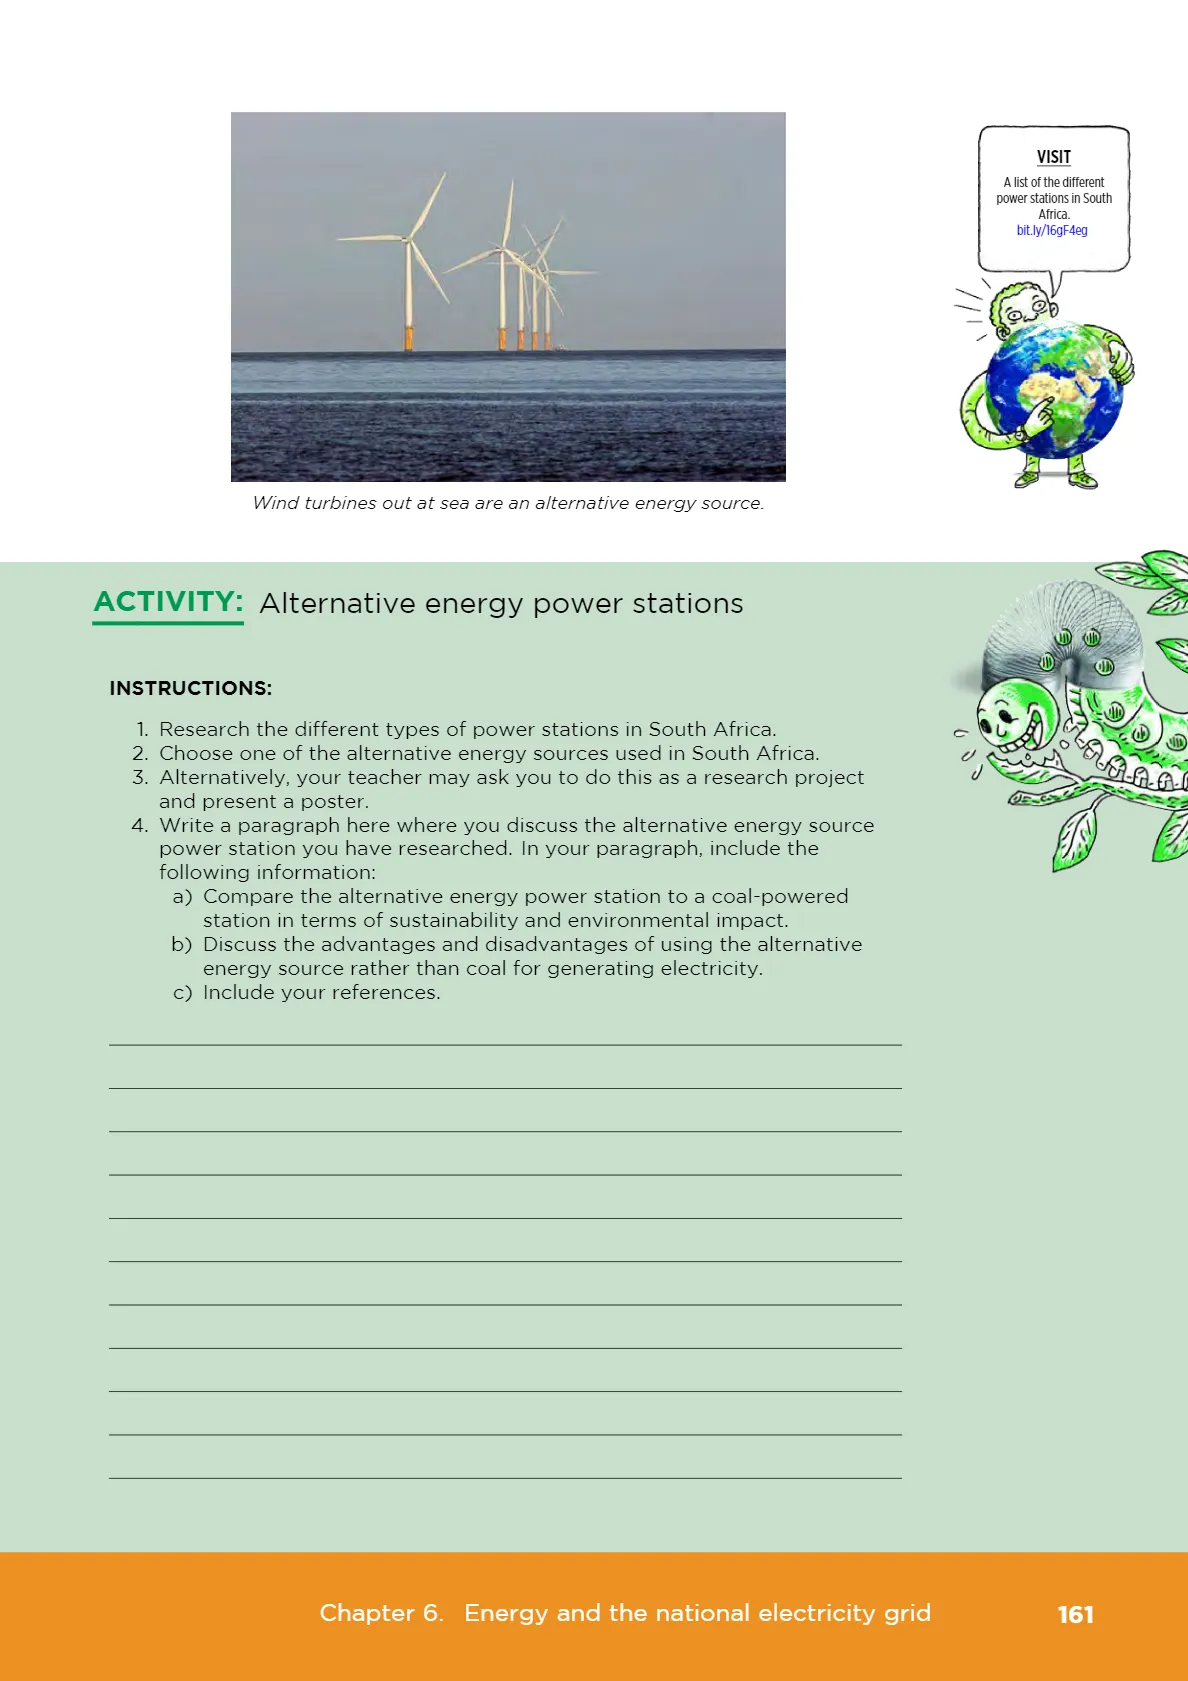 VISIT
A list of the different
power stations in South
Africa.
bit.ly/16gF4eg
Wind turbines out at sea are an alternative energy source.
ACTIVITY: Alternative energy power stations
INSTRUCTIONS:
1. Research the different types of power stations in South Africa.
2. Choose one of the alternative energy sources used in South Africa.
3. Alternatively, your teacher may ask you to do this as a research project
and present a poster.
4. Write a paragraph here where you discuss the alternative energy source
power station you have researched. In your paragraph, include the
following information:
a) Compare the alternative energy power station to a coal-powered
station in terms of sustainability and environmental impact.
b) Discuss the advantages and disadvantages of using the alternative
energy source rather than coal for generating electricity.
c) Include your references.
Chapter 6. Energy and the national electricity grid 161